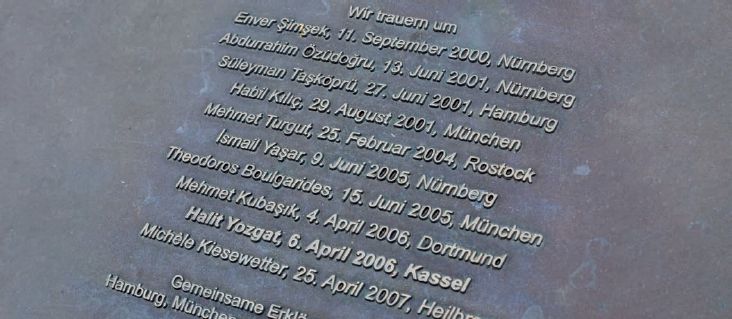 Wir trauern um
Enver Şimşek, 11. September 2000, Nürnberg
Abdurrahim Özüdoğru, 13. Juni 2001, Nürnberg
Süleyman Taşköprü, 27. Juni 2001, Hamburg
Habil Kılıç, 29. August 2001, München
Mehmet Turgut, 25. Februar 2004, Rostock
İsmail Yaşar, 9. Juni 2005, Nürnberg
Theodoros Boulgarides, 15. Juni 2005, München
Mehmet Kubaşık, 4. April 2006, Dortmund
Halit Yozgat, 6. April 2006, Kassel
Michèle Kiesewetter, 25. April 2007,
Gemeinsame
Hamburg,